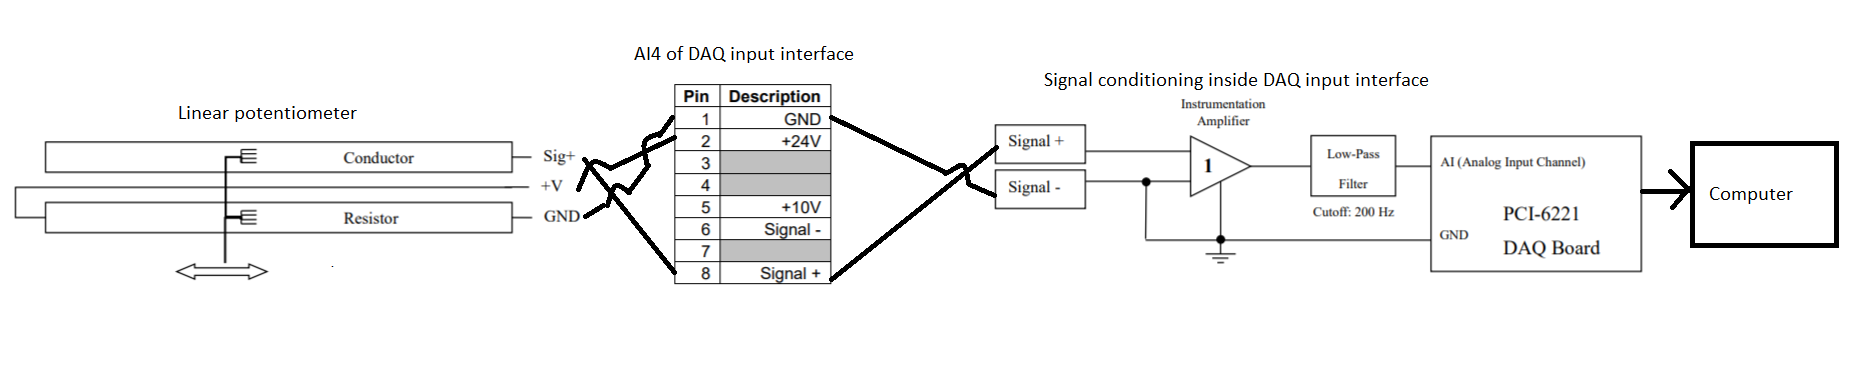 AI4 of DAQ input interface
Signal conditioning inside DAQ input interface
Linear potentiometer
Conductor
Resistor
Sig+
+V
GND
Pin Description
1 GND
2 +24V
3
4
5 +10V
6 Signal -
7
8 Signal +
Signal +
Signal -
Instrumentation
Amplifier
1
Low-Pass
Filter
Cutoff: 200 Hz
AI (Analog Input Channel)
PCI-6221
GND
DAQ Board
Computer